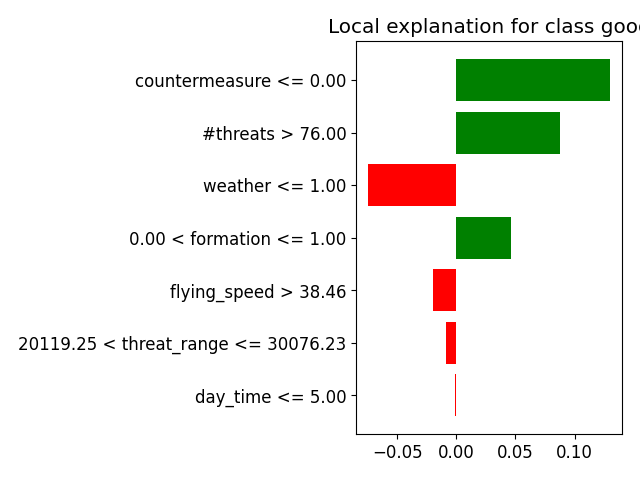 Local explanation for class good
countermeasure <= 0.00
#threats > 76.00
weather <= 1.00
0.00 < formation <= 1.00
flying_speed > 38.46
20119.25 < threat_range <= 30076.23
day_time <= 5.00
−0.05 0.00 0.05 0.10